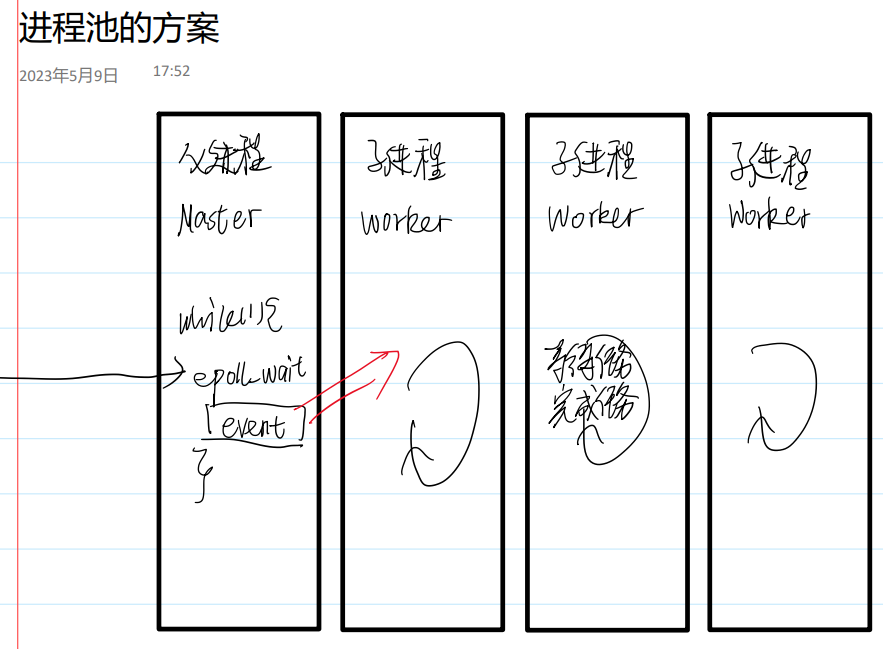 进程池的方案
2023年5月9日 17:52
父进程
Master
while(1){
epoll_wait
event
}
子进程
worker
子进程
Worker
等待任务
完成任务
子进程
Worker